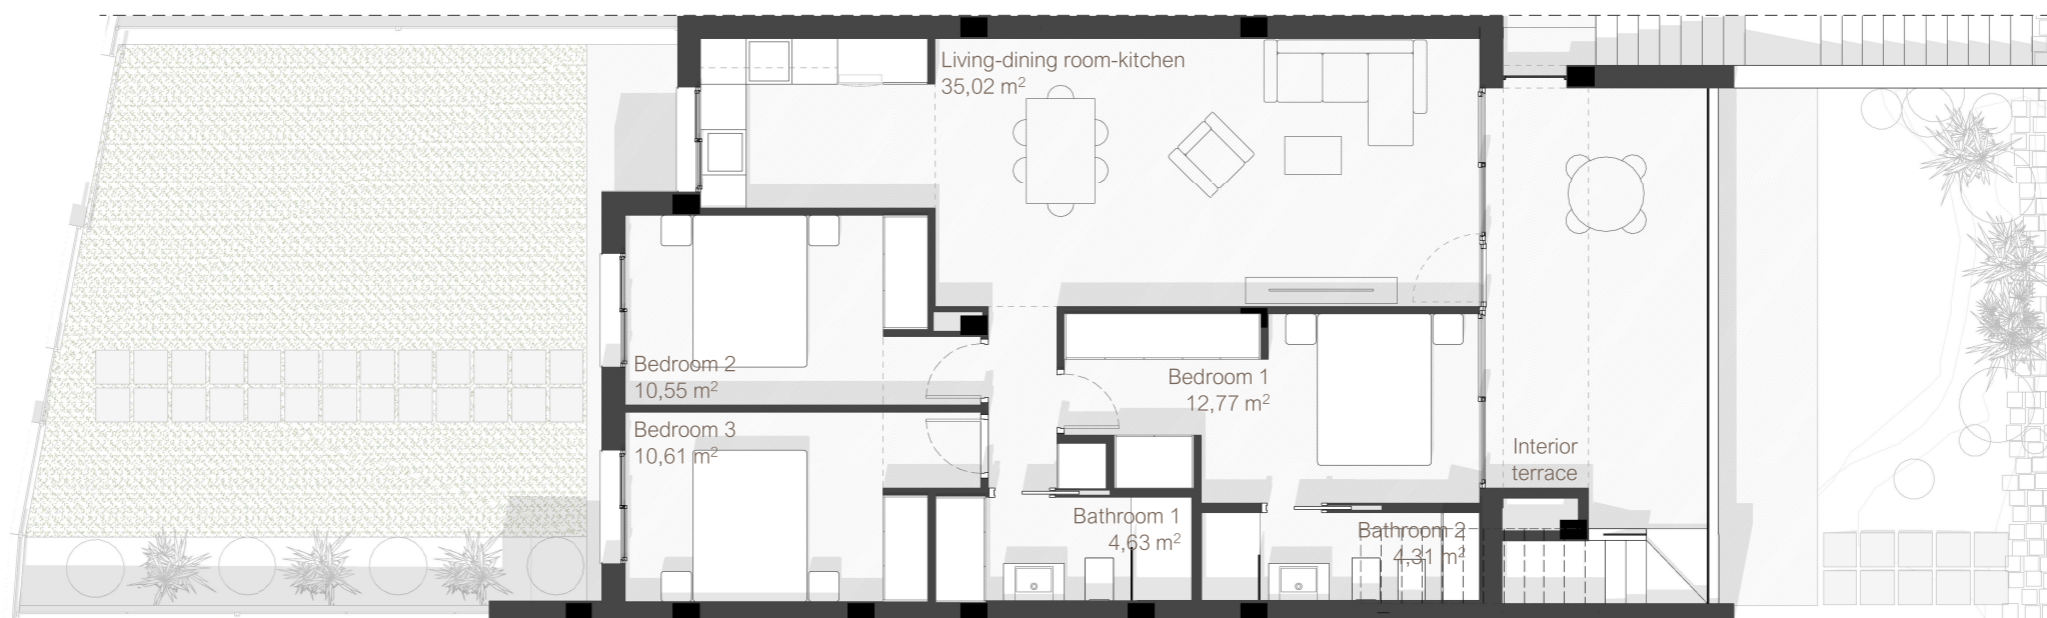 Living-dining room-kitchen
35,02 m²
Bedroom 2
10,55 m²
Bedroom 1
12,77 m²
Bedroom 3
10,61 m²
Interior
terrace
Bathroom 1
4,63 m²
Bathroom 2
4,31 m²